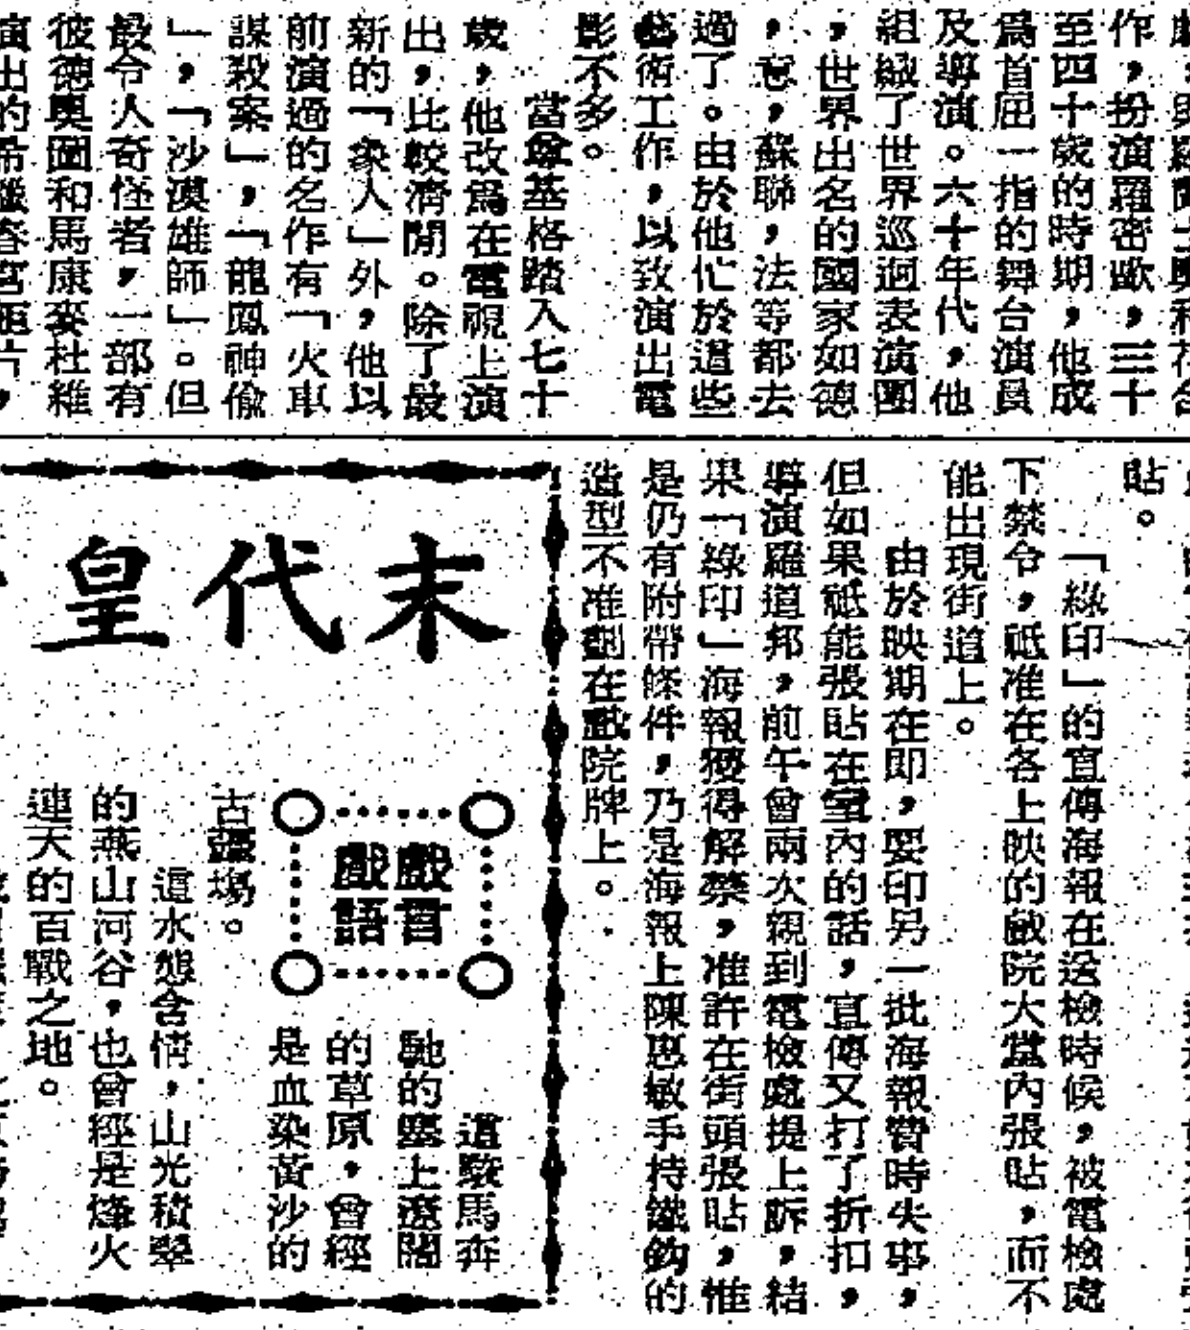 作，扮演羅密歐，三十
至四十歲的時期，他成
為首屈一指的舞台演員
及導演。六十年代，他
組織了世界巡迴表演團
，世界出名的國家如德
，意，蘇聯，法等都去
過了。由於他忙於這些
藝術工作，以致演出電
影不多。
當尊基格踏入七十
歲，他改爲在電視上演
出，比較濟閒。除了最
新的「象人」外，他以
前演過的名作有「火車
謀殺案」，「龍鳳神偷
」，「沙漠雄師」。但
最令人奇怪者，一部有
彼德奧圖和馬康麥杜維
貼。
「綠印」的宣傳海報在送檢時候，被電檢處
下禁令，祗准在各上映的戲院大堂內張貼，而不
能出現街道上。
由於映期在即，要印另一批海報費時失事，
但如果祗能張貼在室內的話，宣傳又打了折扣，
導演羅道邦，前午曾兩次親到電檢處提上訴，結
果「綠印」海報獲得解禁，准許在街頭張貼，惟
是仍有附帶條件，乃是海報上陳惠敏手持鐵鈎的
造型不准劃在戲院牌上。
末代皇
戲言
戲語
這駿馬奔
馳的塞上遼闊
的草原，曾經
是血染黃沙的
古疆場。
這水態含情，山光積翠
的燕山河谷，也曾經是烽火
連天的百戰之地。